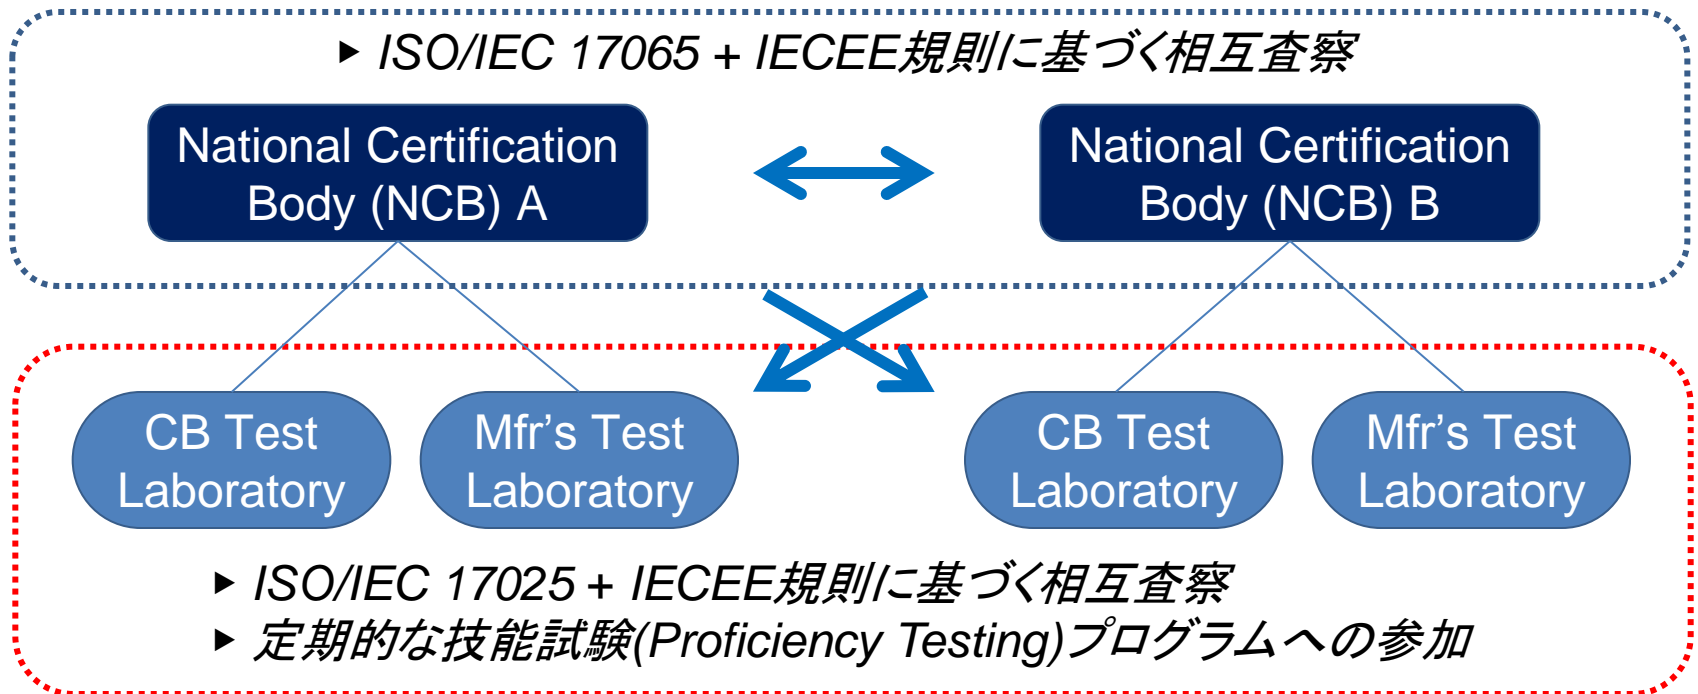 ▶ ISO/IEC 17065 + IECEE規則に基づく相互査察
National Certification
Body (NCB) A
National Certification
Body (NCB) B
CB Test
Laboratory
Mfr's Test
Laboratory
CB Test
Laboratory
Mfr's Test
Laboratory
▶ ISO/IEC 17025 + IECEE規則に基づく相互査察
▶ 定期的な技能試験(Proficiency Testing)プログラムへの参加